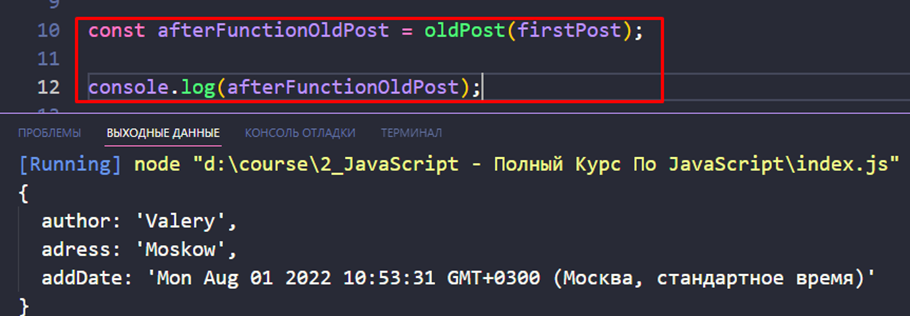 9
10 const afterFunctionOldPost = oldPost(firstPost);
11
12 console.log(afterFunctionOldPost);
ПРОБЛЕМЫ ВЫХОДНЫЕ ДАННЫЕ КОНСОЛЬ ОТЛАДКИ ТЕРМИНАЛ
[Running] node "d:\course\2_JavaScript - Полный Курс По JavaScript\index.js"
{
author: 'Valery',
adress: 'Moskow',
addDate: 'Mon Aug 01 2022 10:53:31 GMT+0300 (Москва, стандартное время)'
}